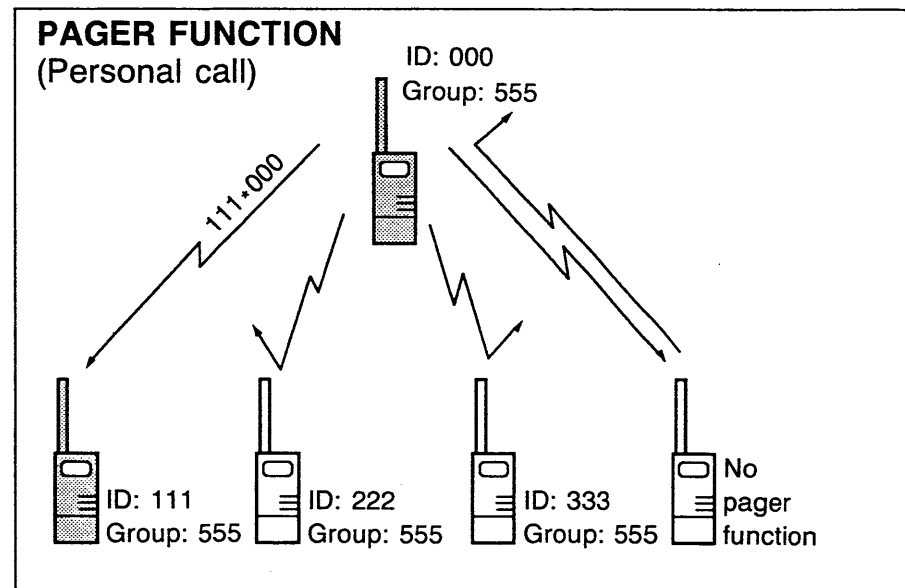 PAGER FUNCTION
(Personal call)
ID: 000
Group: 555
111*000
ID: 111
Group: 555
ID: 222
Group: 555
ID: 333
Group: 555
No
pager
function